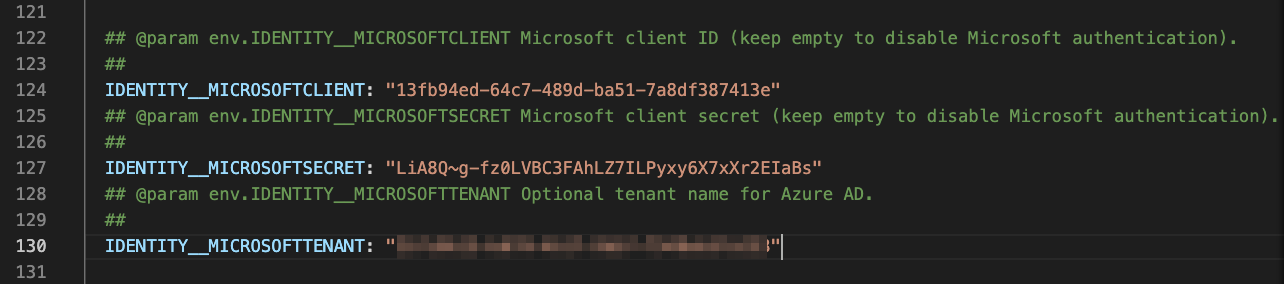 121
122 ## @param env.IDENTITY__MICROSOFTCLIENT Microsoft client ID (keep empty to disable Microsoft authentication).
123 ##
124 IDENTITY__MICROSOFTCLIENT: "13fb94ed-64c7-489d-ba51-7a8df387413e"
125 ## @param env.IDENTITY__MICROSOFTSECRET Microsoft client secret (keep empty to disable Microsoft authentication).
126 ##
127 IDENTITY__MICROSOFTSECRET: "LiA8Q~g-fz0LVBC3FAhLZ7ILPyxy6X7xXr2EIaBs"
128 ## @param env.IDENTITY__MICROSOFTTENANT Optional tenant name for Azure AD.
129 ##
130 IDENTITY__MICROSOFTTENANT: " "
131